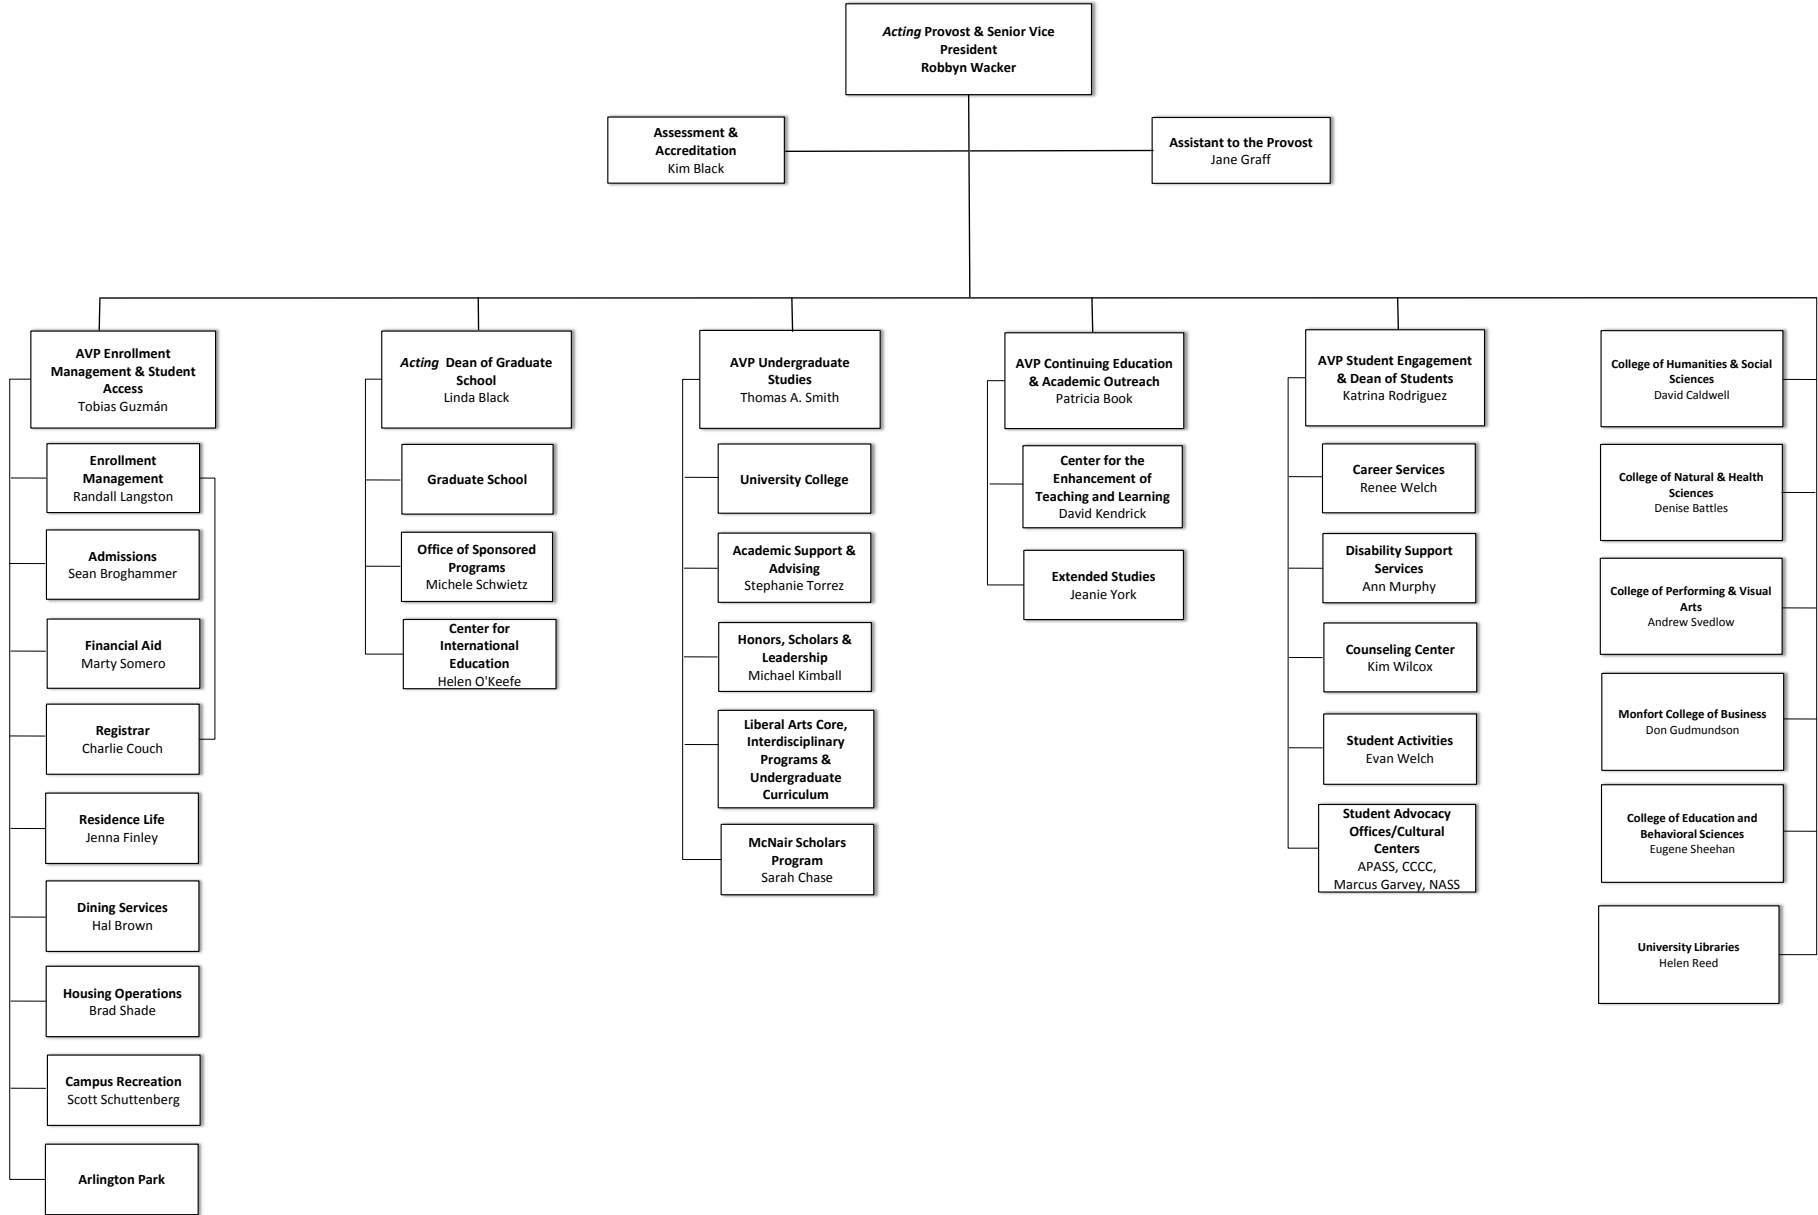 Acting Provost & Senior Vice
President
Robbyn Wacker
Assessment &
Accreditation
Kim Black
Assistant to the Provost
Jane Graff
AVP Enrollment
Management & Student
Access
Tobias Guzmán
Enrollment
Management
Randall Langston
Admissions
Sean Broghammer
Financial Aid
Marty Somero
Registrar
Charlie Couch
Residence Life
Jenna Finley
Dining Services
Hal Brown
Housing Operations
Brad Shade
Campus Recreation
Scott Schuttenberg
Arlington Park
Acting Dean of Graduate
School
Linda Black
Graduate School
Office of Sponsored
Programs
Michele Schwietz
Center for
International
Education
Helen O'Keefe
AVP Undergraduate
Studies
Thomas A. Smith
University College
Academic Support &
Advising
Stephanie Torrez
Honors, Scholars &
Leadership
Michael Kimball
Liberal Arts Core,
Interdisciplinary
Programs &
Undergraduate
Curriculum
McNair Scholars
Program
Sarah Chase
AVP Continuing Education
& Academic Outreach
Patricia Book
Center for the
Enhancement of
Teaching and Learning
David Kendrick
Extended Studies
Jeanie York
AVP Student Engagement
& Dean of Students
Katrina Rodriguez
Career Services
Renee Welch
Disability Support
Services
Ann Murphy
Counseling Center
Kim Wilcox
Student Activities
Evan Welch
Student Advocacy
Offices/Cultural
Centers
APASS, CCCC,
Marcus Garvey, NASS
College of Humanities & Social
Sciences
David Caldwell
College of Natural & Health
Sciences
Denise Battles
College of Performing & Visual
Arts
Andrew Svedlow
Monfort College of Business
Don Gudmundson
College of Education and
Behavioral Sciences
Eugene Sheehan
University Libraries
Helen Reed